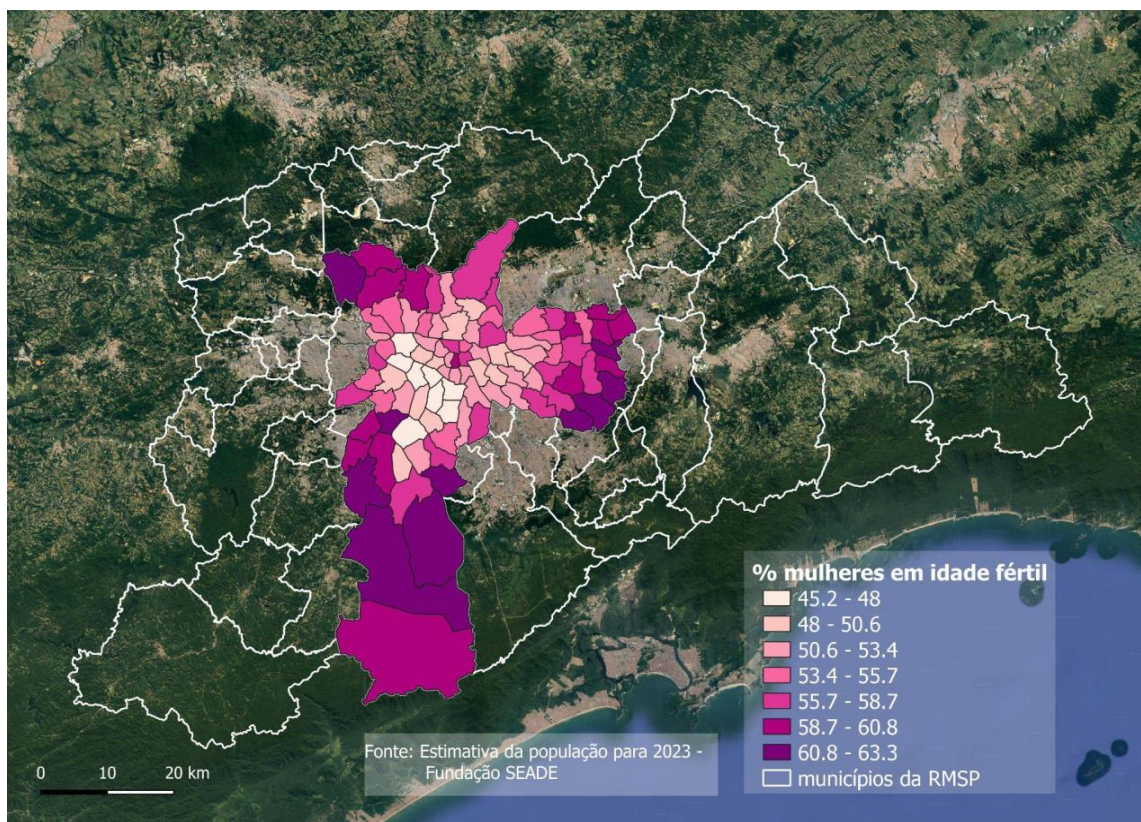 % mulheres em idade fértil
45.2 - 48
48 - 50.6
50.6 - 53.4
53.4 - 55.7
55.7 - 58.7
58.7 - 60.8
60.8 - 63.3
municípios da RMSP
Fonte: Estimativa da população para 2023 -
Fundação SEADE
0 10 20 km